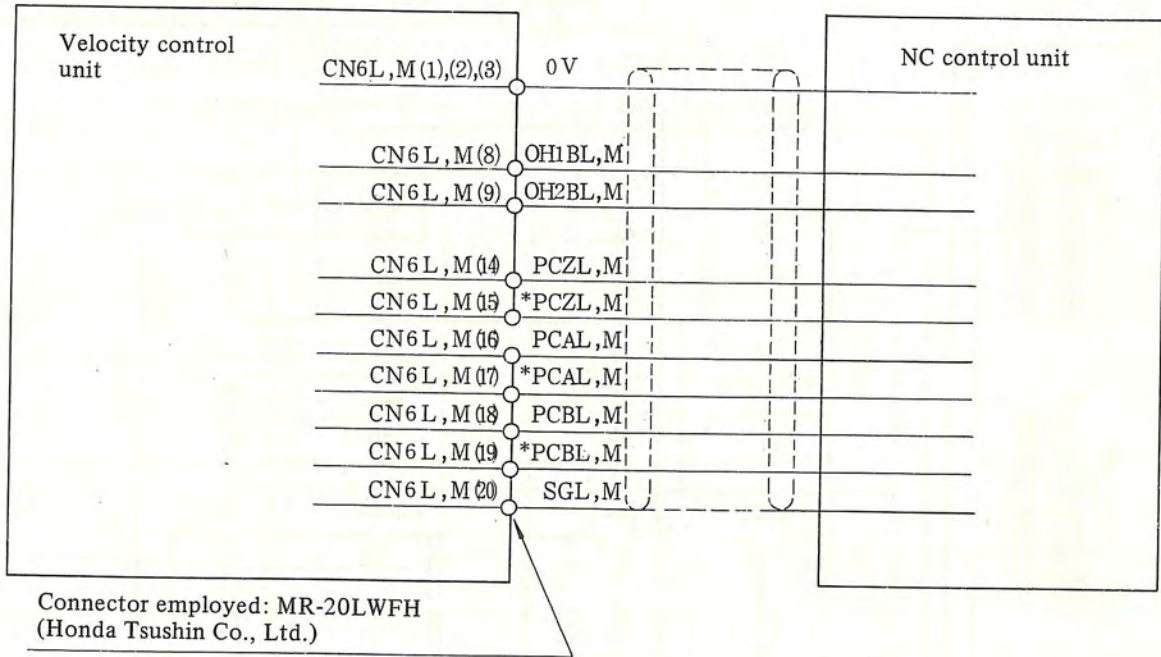 Velocity control
unit
NC control unit
CN6L,M(1),(2),(3) 0V
CN6L,M(8) OH1BL,M
CN6L,M(9) OH2BL,M
CN6L,M(14) PCZL,M
CN6L,M(15) *PCZL,M
CN6L,M(16) PCAL,M
CN6L,M(17) *PCAL,M
CN6L,M(18) PCBL,M
CN6L,M(19) *PCBL,M
CN6L,M(20) SGL,M
Connector employed: MR-20LWFH
(Honda Tsushin Co., Ltd.)